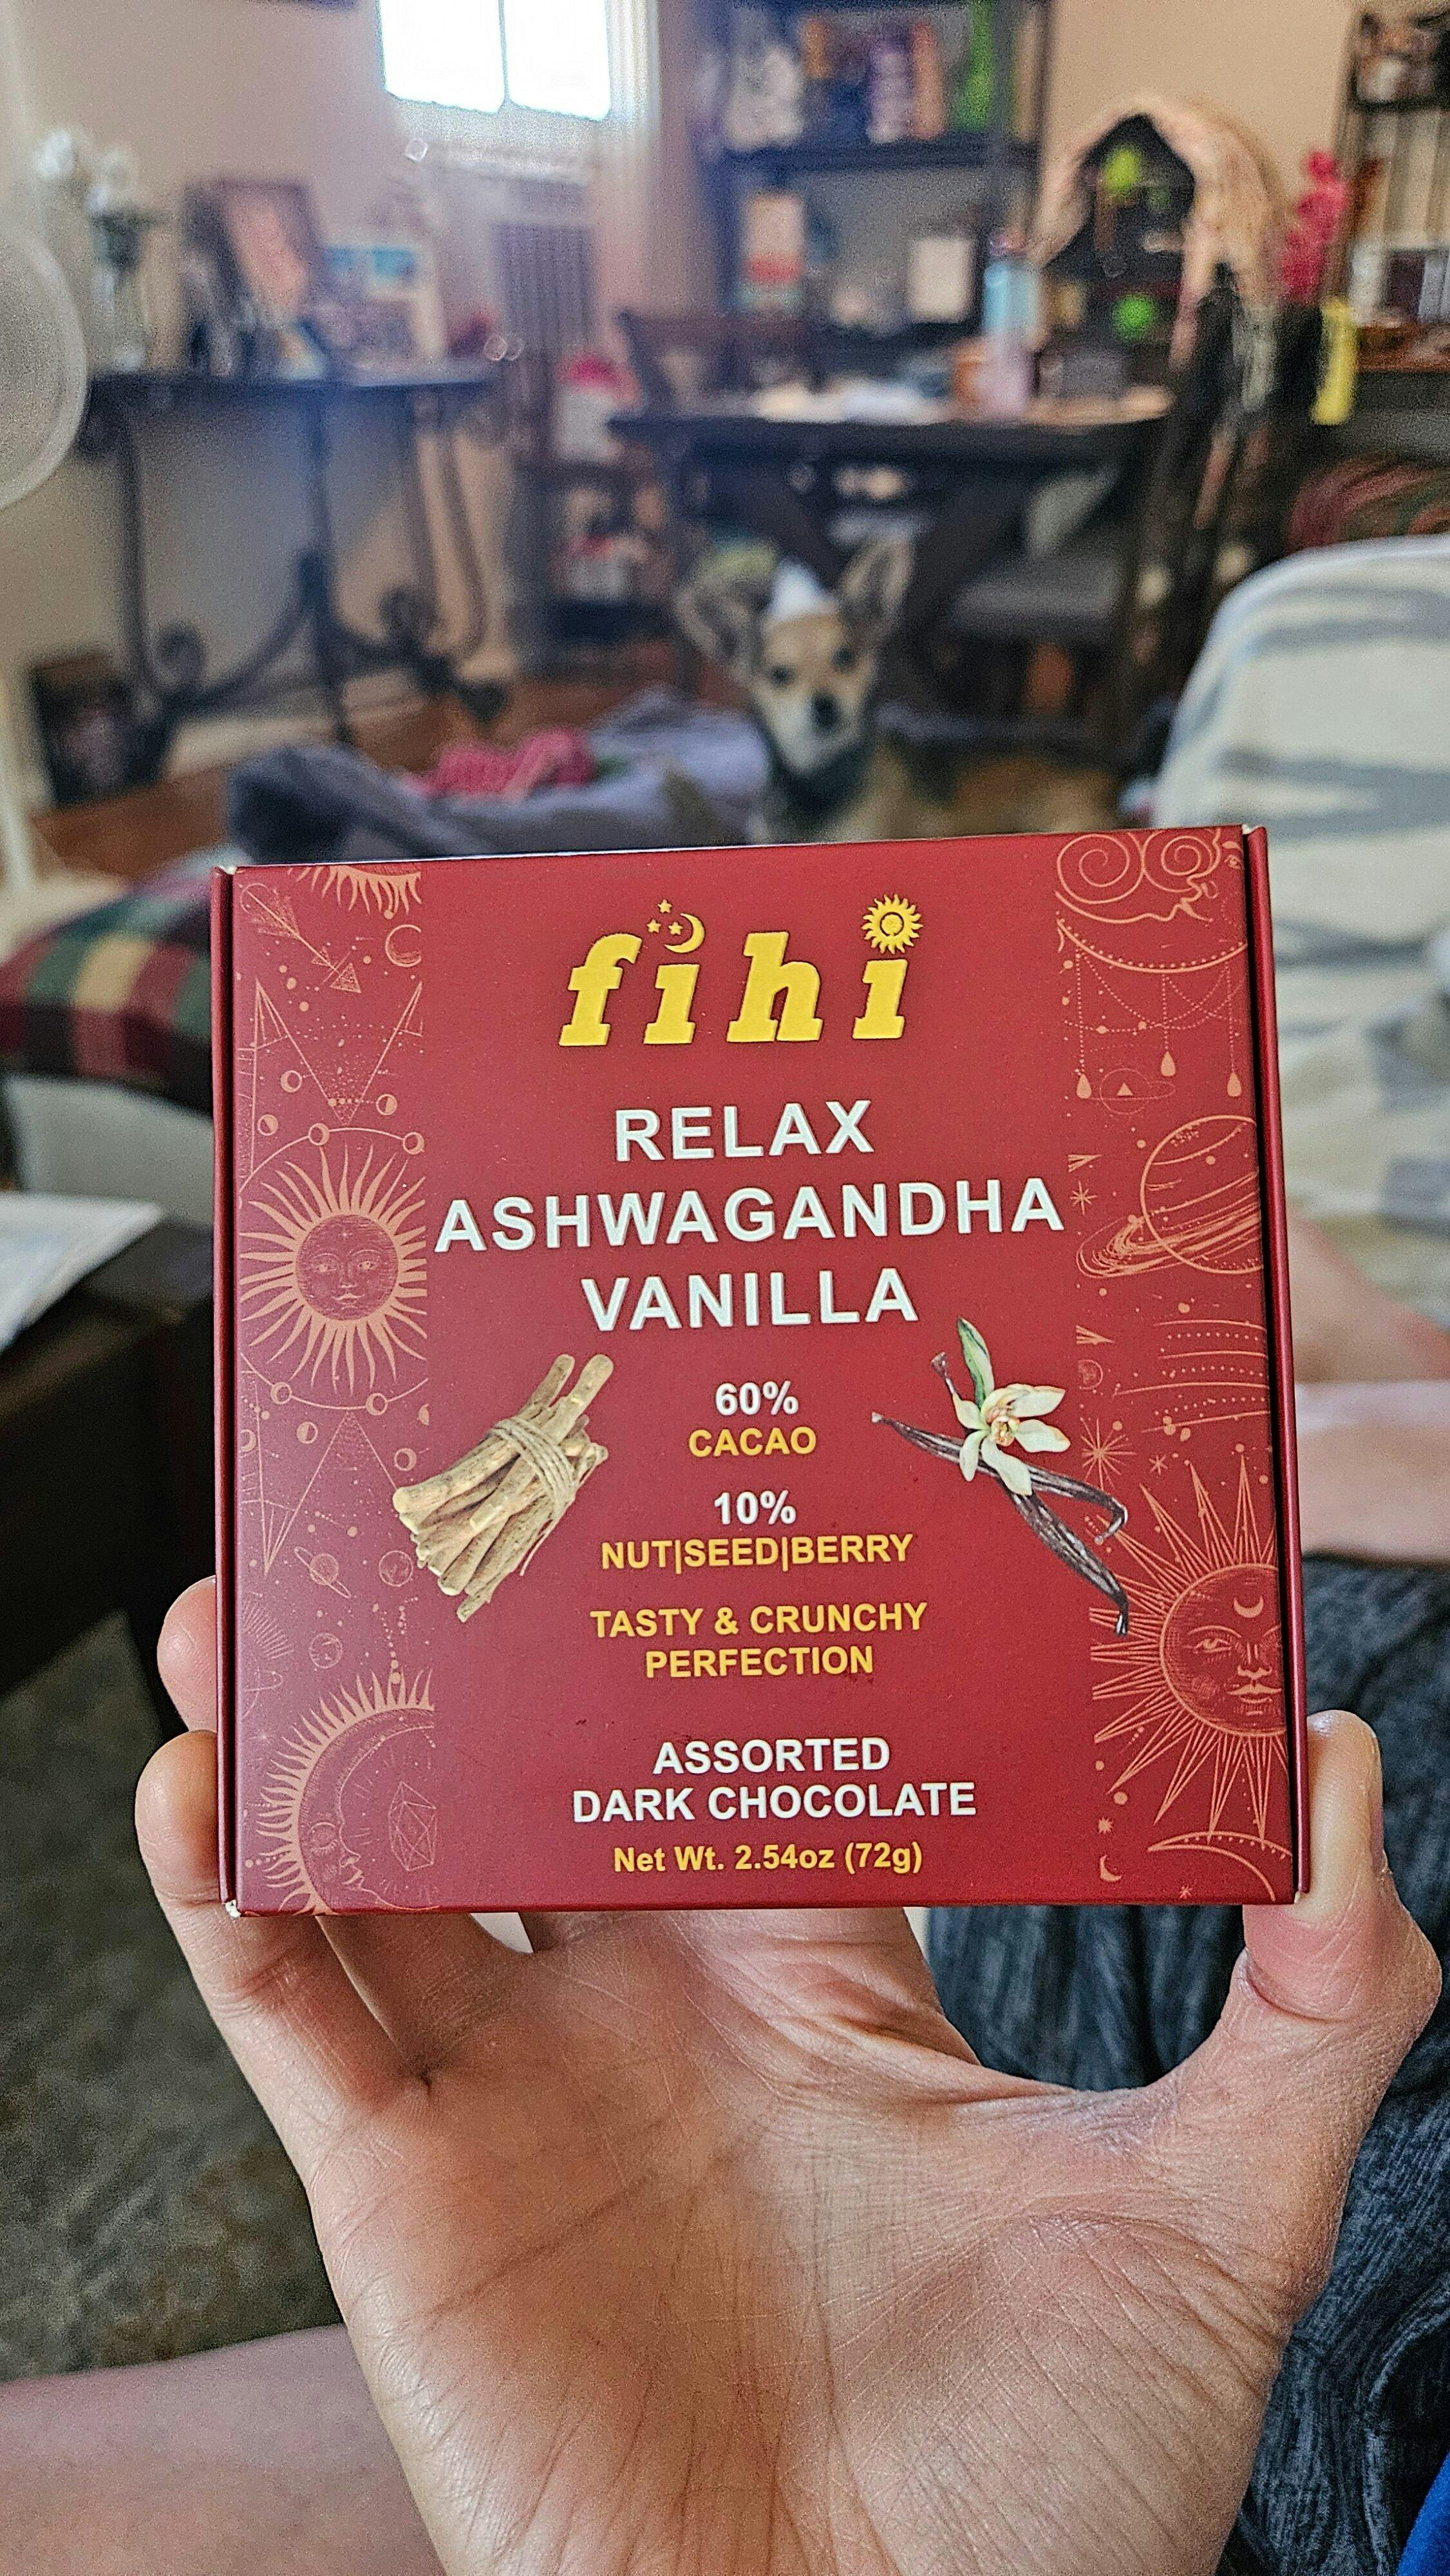 fihi
RELAX
ASHWAGANDHA
VANILLA
60%
CACAO
10%
NUT|SEED|BERRY
TASTY & CRUNCHY
PERFECTION
ASSORTED
DARK CHOCOLATE
Net Wt. 2.54oz (72g)